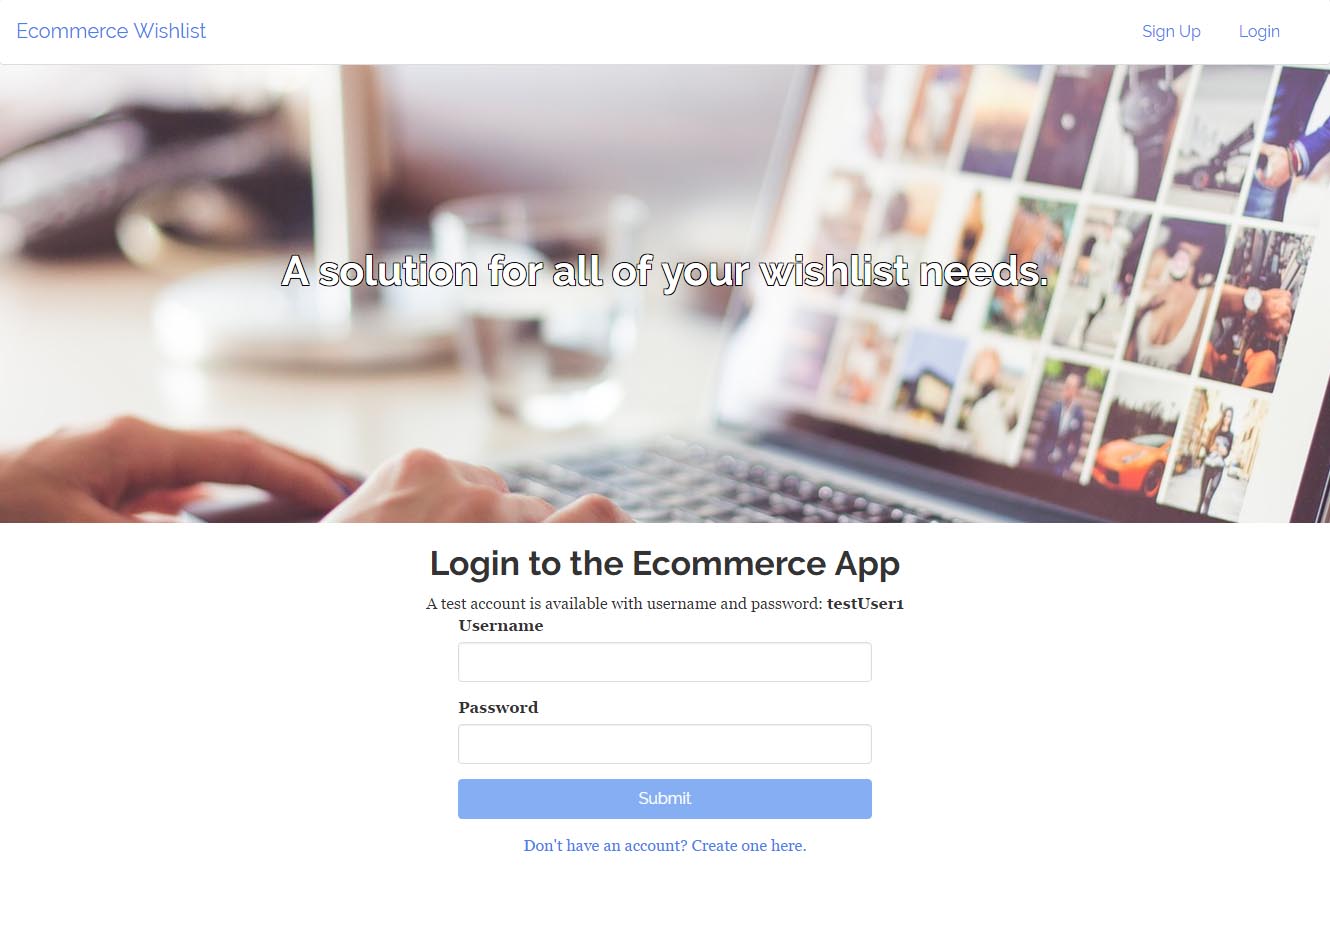 Ecommerce Wishlist
Sign Up
Login
A solution for all of your wishlist needs.
Login to the Ecommerce App
A test account is available with username and password: testUser1
Username
Password
Submit
Don't have an account? Create one here.